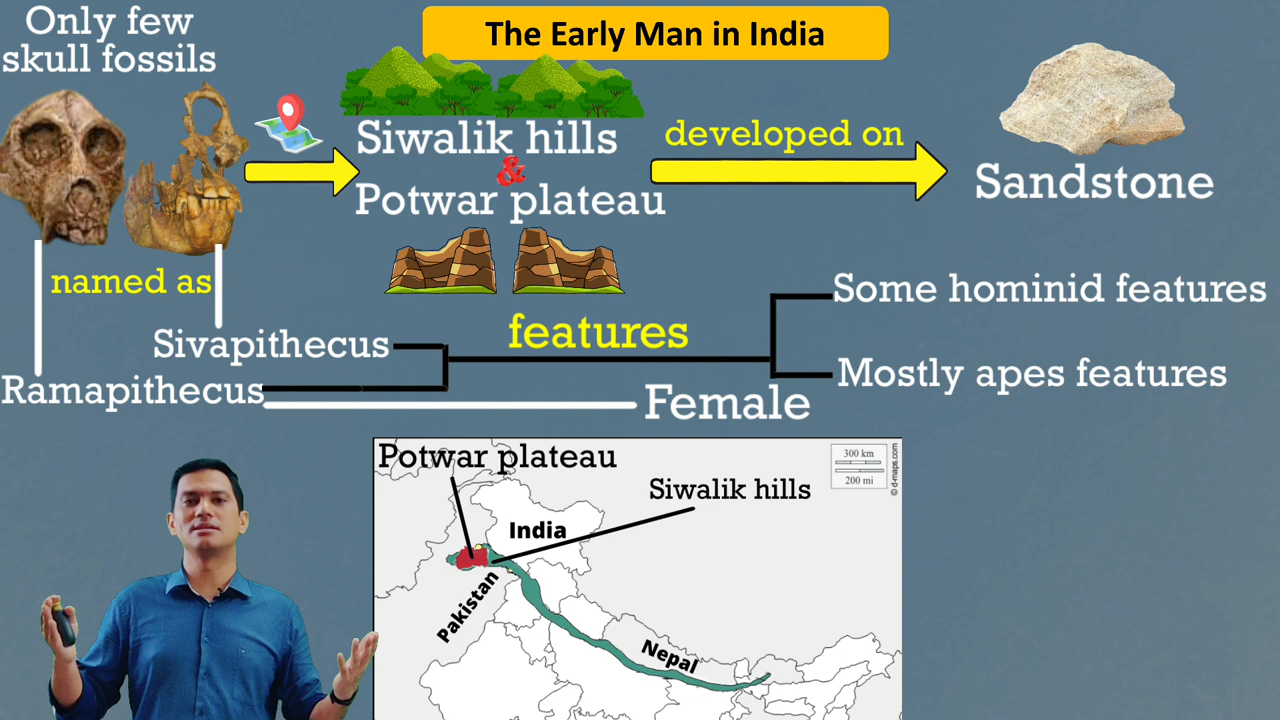 Only few
skull fossils
The Early Man in India
Siwalik hills
&
Potwar plateau
developed on
Sandstone
named as
Sivapithecus
Ramapithecus
features
Some hominid features
Mostly apes features
Female
Potwar plateau
Siwalik hills
300 km
200 mi
© d-maps.com
India
Pakistan
Nepal